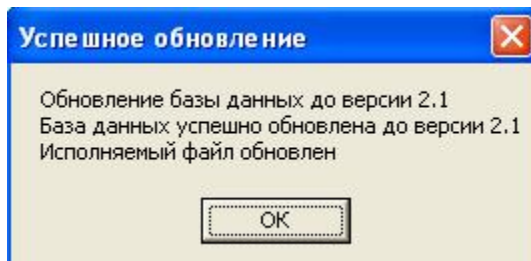 Успешное обновление
Обновление базы данных до версии 2.1
База данных успешно обновлена до версии 2.1
Исполняемый файл обновлен
OK